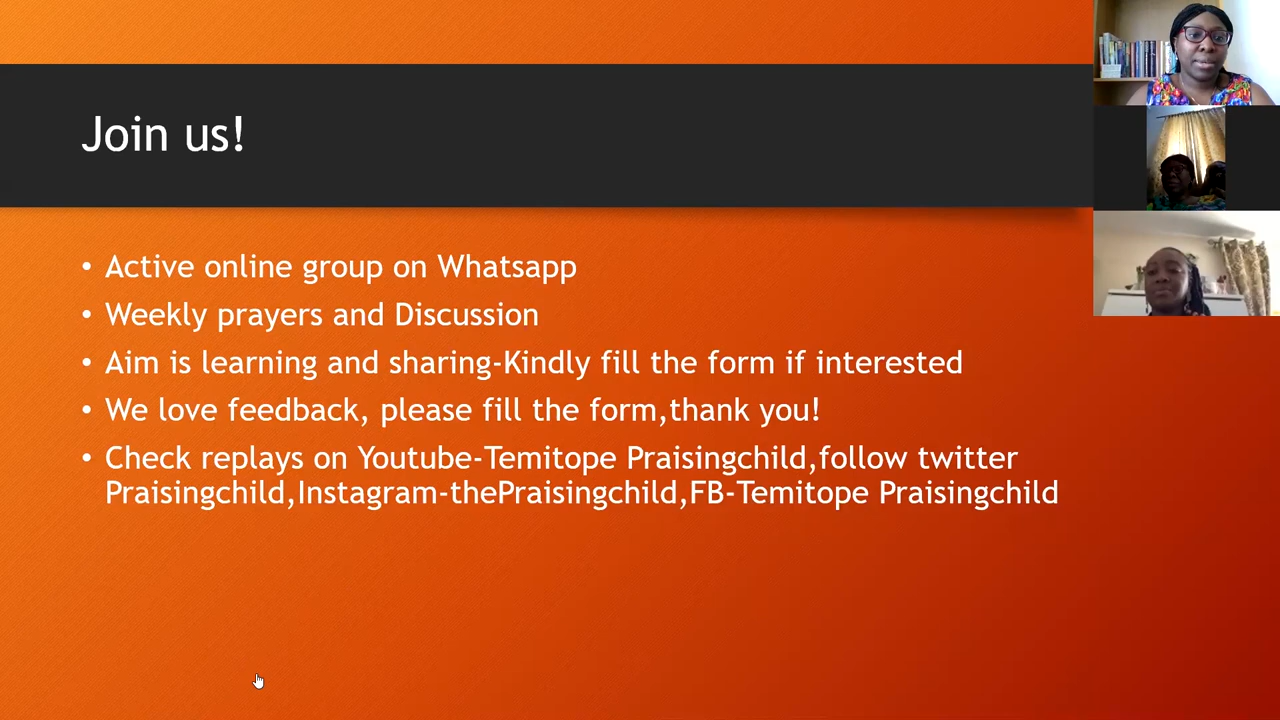 Join us!
• Active online group on Whatsapp
• Weekly prayers and Discussion
• Aim is learning and sharing-Kindly fill the form if interested
• We love feedback, please fill the form,thank you!
• Check replays on Youtube-Temitope Praisingchild,follow twitter
Praisingchild,Instagram-thePraisingchild,FB-Temitope Praisingchild